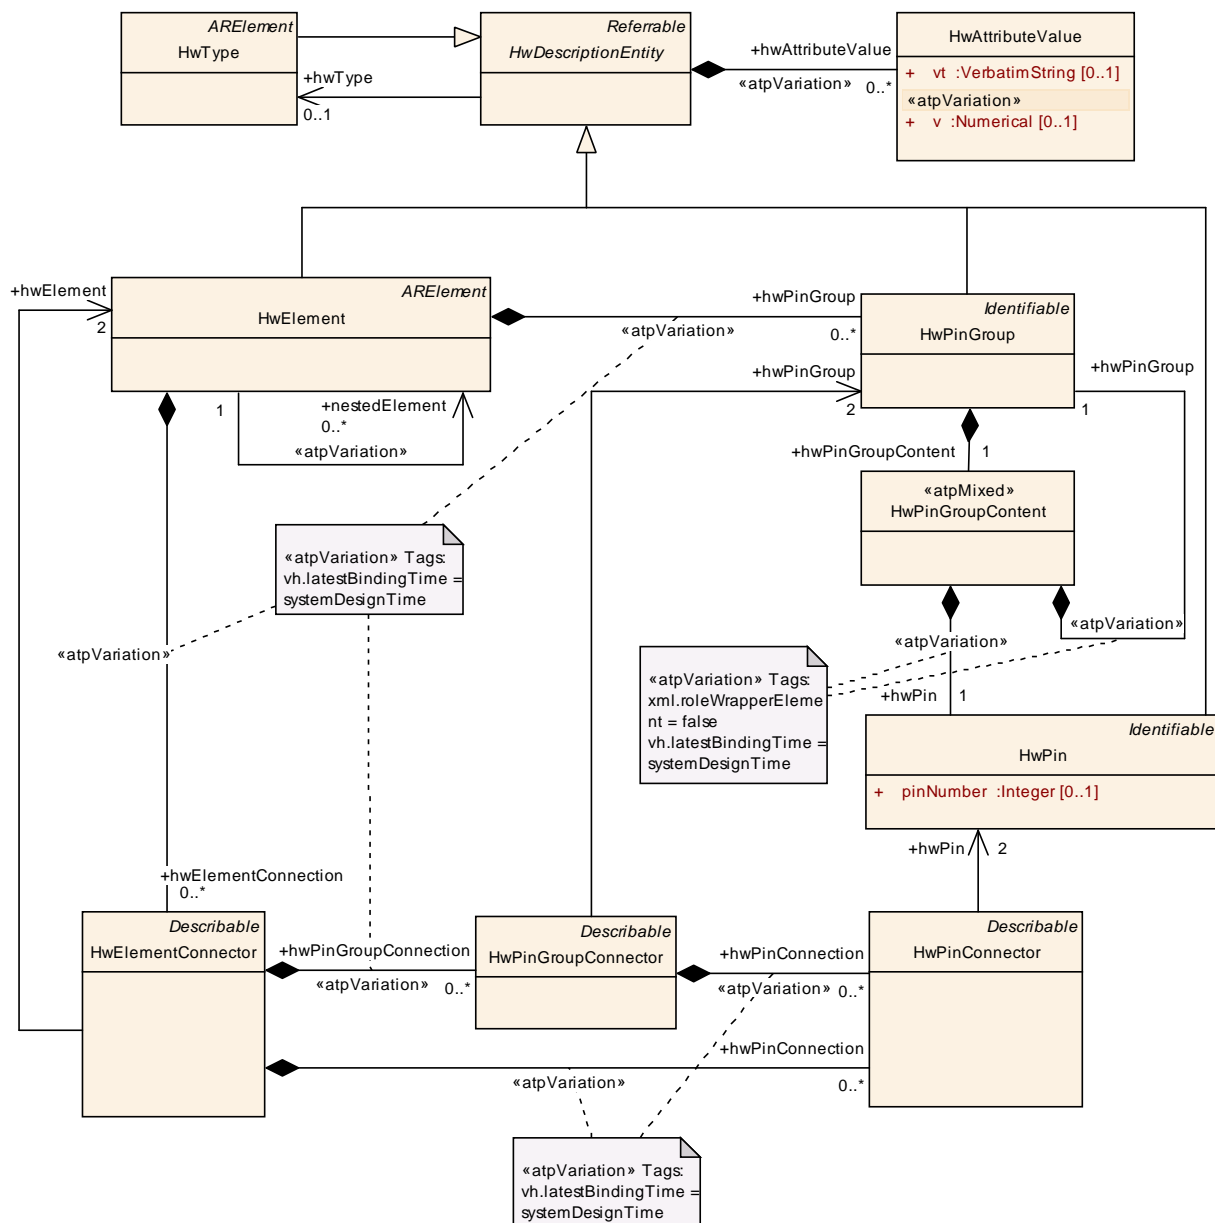 ARElement
HwType
Referrable
HwDescriptionEntity
HwAttributeValue
+ vt :VerbatimString [0..1]
«atpVariation»
+ v :Numerical [0..1]
+hwAttributeValue
«atpVariation»
0..*
+hwType
0..1
+hwElement
2
ARElement
HwElement
+hwPinGroup
«atpVariation»
0..*
Identifiable
HwPinGroup
+hwPinGroup
2
+hwPinGroup
1
1
+nestedElement
0..*
«atpVariation»
+hwPinGroupContent
1
«atpMixed»
HwPinGroupContent
«atpVariation» Tags:
vh.latestBindingTime =
systemDesignTime
«atpVariation»
«atpVariation»
«atpVariation»
«atpVariation» Tags:
xml.roleWrapperEleme
nt = false
vh.latestBindingTime =
systemDesignTime
+hwPin
1
Identifiable
HwPin
+ pinNumber :Integer [0..1]
+hwPin
2
+hwElementConnection
0..*
Describable
HwElementConnector
+hwPinGroupConnection
«atpVariation»
0..*
Describable
HwPinGroupConnector
+hwPinConnection
«atpVariation»
0..*
Describable
HwPinConnector
+hwPinConnection
«atpVariation»
0..*
«atpVariation» Tags:
vh.latestBindingTime =
systemDesignTime